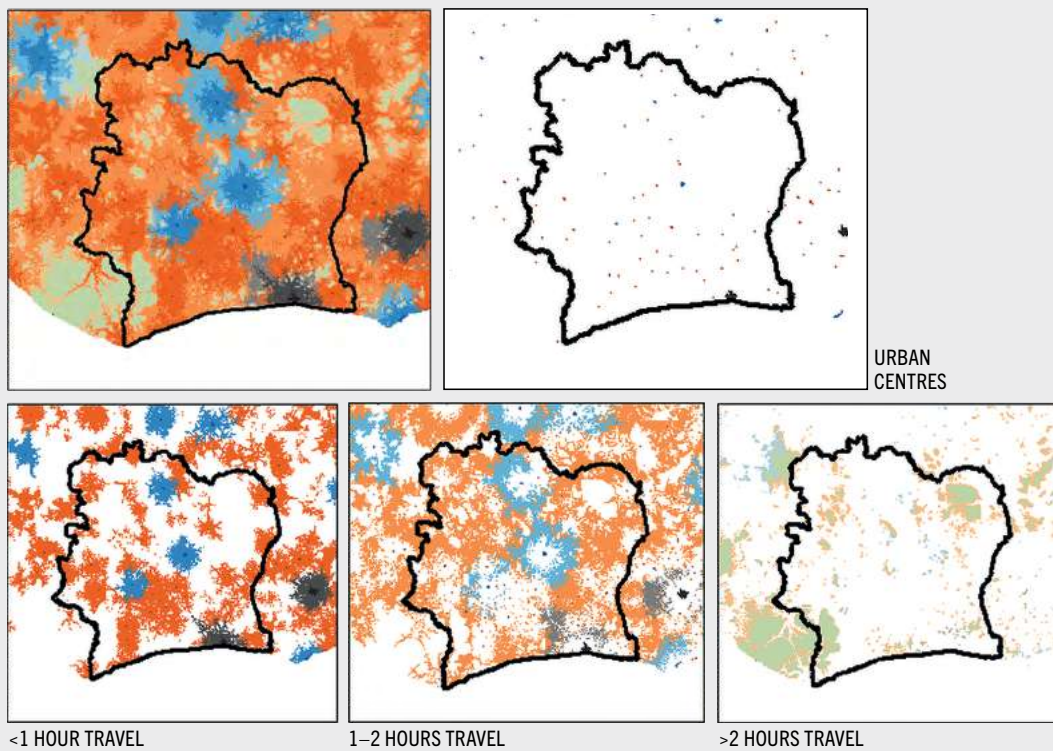 URBAN
CENTRES
<1 HOUR TRAVEL
1–2 HOURS TRAVEL
>2 HOURS TRAVEL